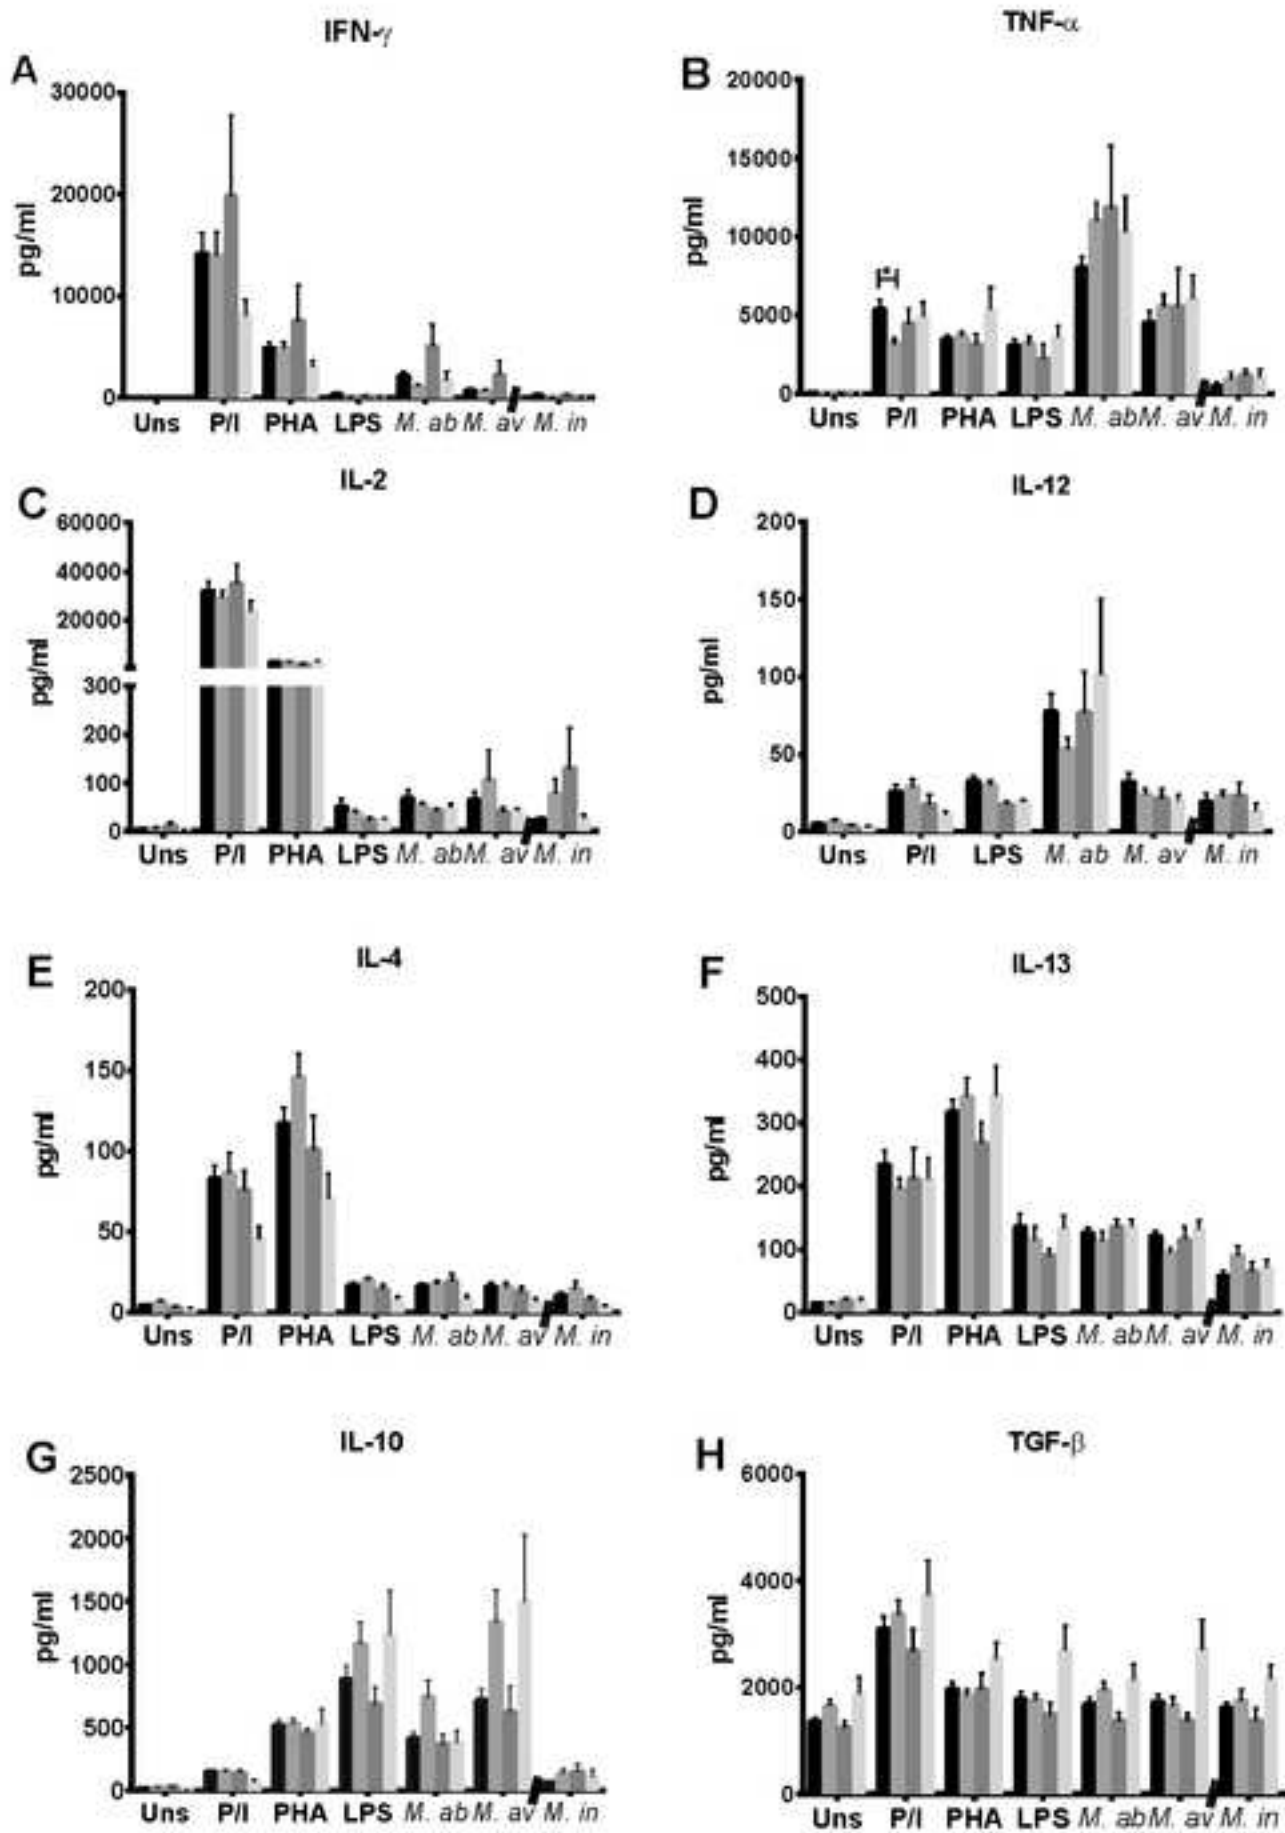 IFN-γ
TNF-α
A
B
30000
20000
10000
0
pg/ml
Uns P/I PHA LPS M. ab M. av M. in
20000
15000
10000
5000
0
pg/ml
*
Uns P/I PHA LPS M. ab M. av M. in
IL-2
IL-12
C
D
60000
40000
20000
300
200
100
0
pg/ml
Uns P/I PHA LPS M. ab M. av M. in
200
150
100
50
0
pg/ml
Uns P/I LPS M. ab M. av M. in
IL-4
IL-13
E
F
200
150
100
50
0
pg/ml
Uns P/I PHA LPS M. ab M. av M. in
500
400
300
200
100
0
pg/ml
Uns P/I PHA LPS M. ab M. av M. in
IL-10
TGF-β
G
H
2500
2000
1500
1000
500
0
pg/ml
Uns P/I PHA LPS M. ab M. av M. in
6000
4000
2000
0
pg/ml
Uns P/I PHA LPS M. ab M. av M. in